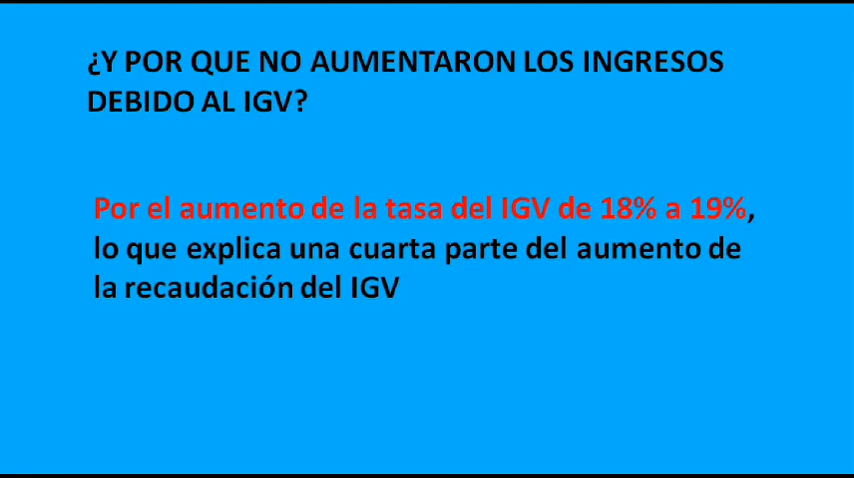 ¿Y POR QUE NO AUMENTARON LOS INGRESOS
DEBIDO AL IGV?
Por el aumento de la tasa del IGV de 18% a 19%,
lo que explica una cuarta parte del aumento de
la recaudación del IGV